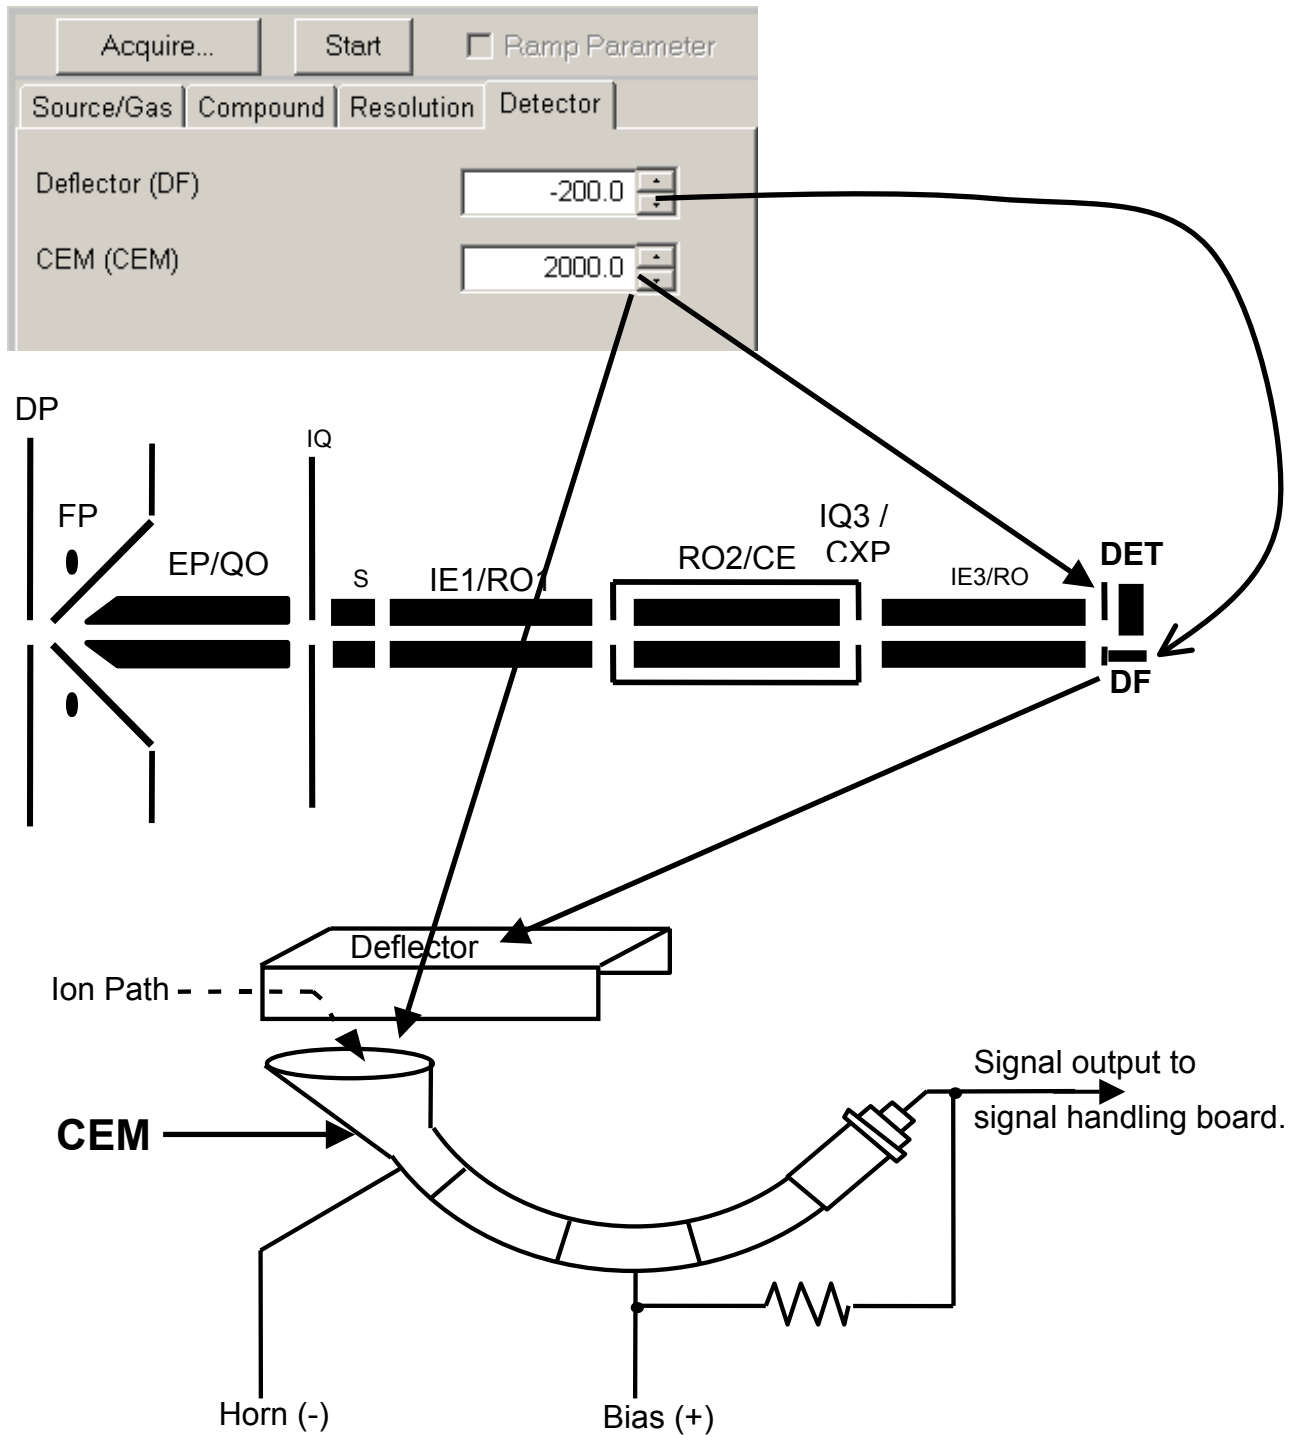 Acquire... Start Ramp Parameter
Source/Gas Compound Resolution Detector
Deflector (DF) -200.0
CEM (CEM) 2000.0
DP
IQ
FP
EP/QO
S
IE1/RO1
RO2/CE
IQ3 /
CXP
IE3/RO
DET
DF
Deflector
Ion Path
CEM
Signal output to
signal handling board.
Horn (-)
Bias (+)